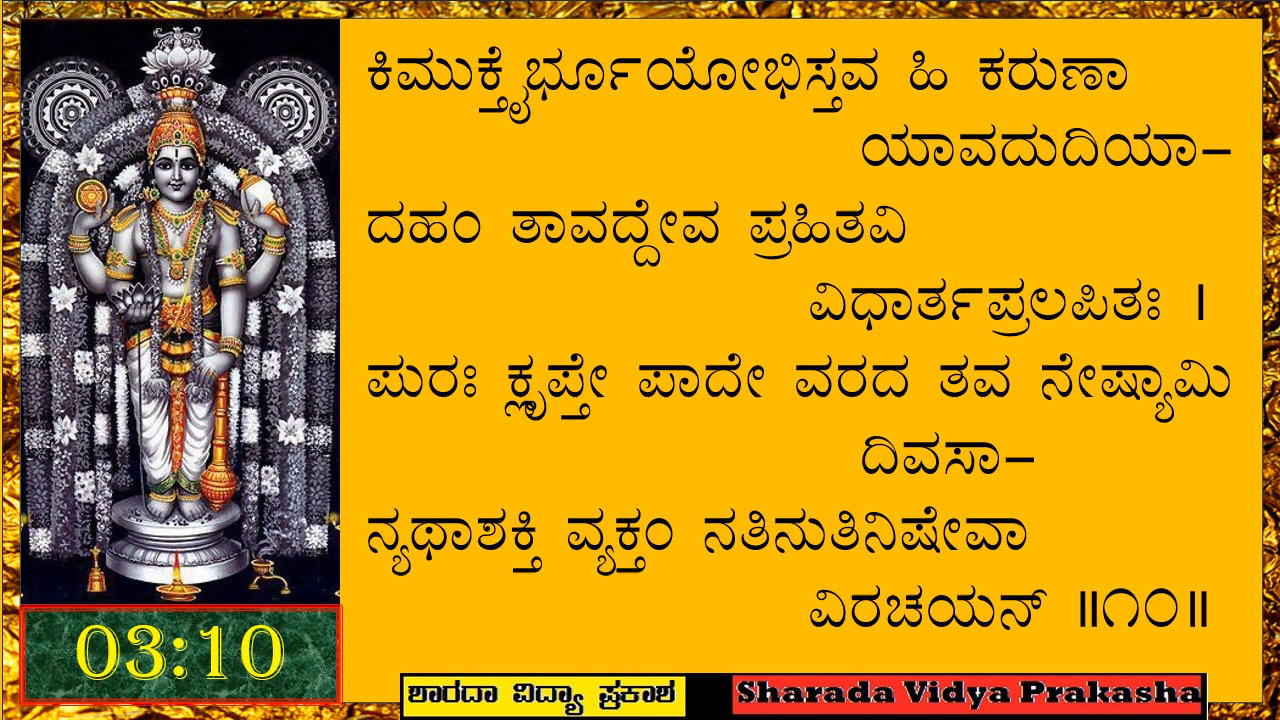 ಕಿಮುಕ್ತೈರ್ಭೂಯೋಭಿಸ್ತವ ಹಿ ಕರುಣಾ
ಯಾವದುದಿಯಾ–
ದಹಂ ತಾವದ್ದೇವ ಪ್ರಹಿತವಿ
ವಿಧಾರ್ತಪ್ರಲಪಿತಃ ।
ಪುರಃ ಕ್ಲೃಪ್ತೇ ಪಾದೇ ವರದ ತವ ನೇಷ್ಯಾಮಿ
ದಿವಸಾ–
ನ್ಯಥಾಶಕ್ತಿ ವ್ಯಕ್ತಂ ನತಿನುತಿನಿಷೇವಾ
ವಿರಚಯನ್ ॥೧೦॥
03:10
ಶಾರದಾ ವಿದ್ಯಾ ಪ್ರಕಾಶ
Sharada Vidya Prakasha